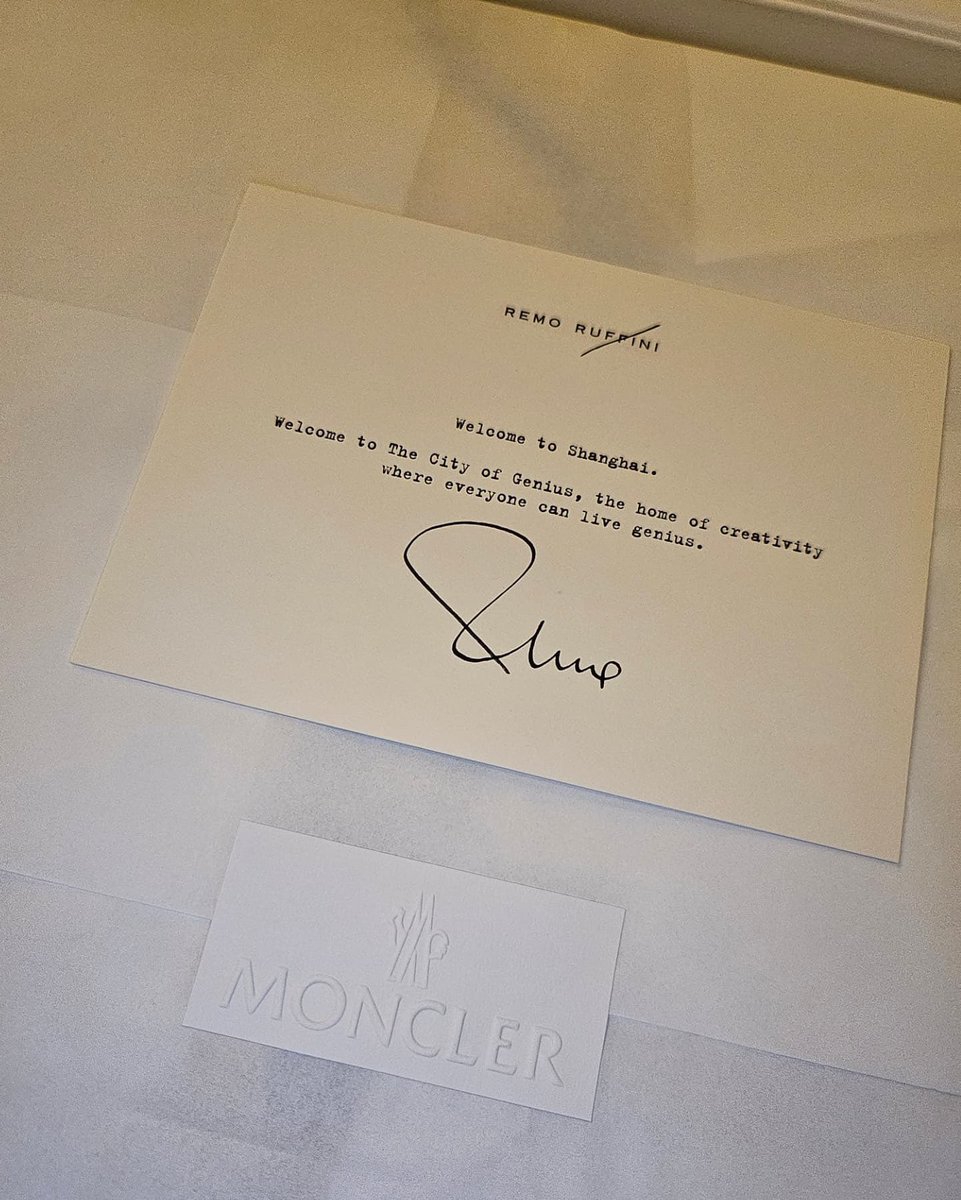 REMO RUFFINI
Welcome to Shanghai.
Welcome to The City of Genius, the home of creativity
where everyone can live genius.
Remo
MONCLER